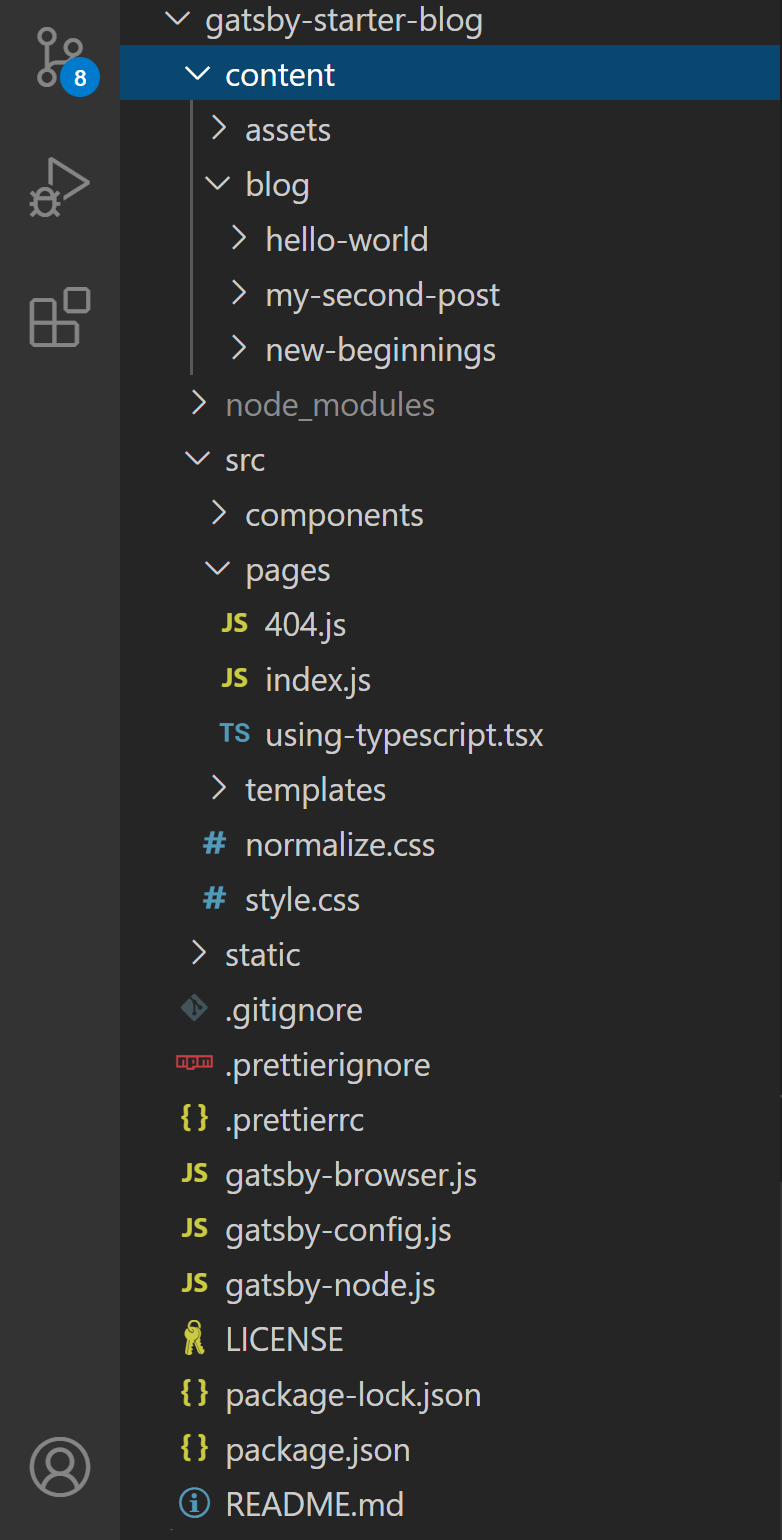 gatsby-starter-blog
8
content
assets
blog
hello-world
my-second-post
new-beginnings
node_modules
src
components
pages
JS 404.js
JS index.js
TS using-typescript.tsx
templates
# normalize.css
# style.css
static
.gitignore
npm .prettierignore
{ } .prettierrc
JS gatsby-browser.js
JS gatsby-config.js
JS gatsby-node.js
LICENSE
{ } package-lock.json
{ } package.json
README.md